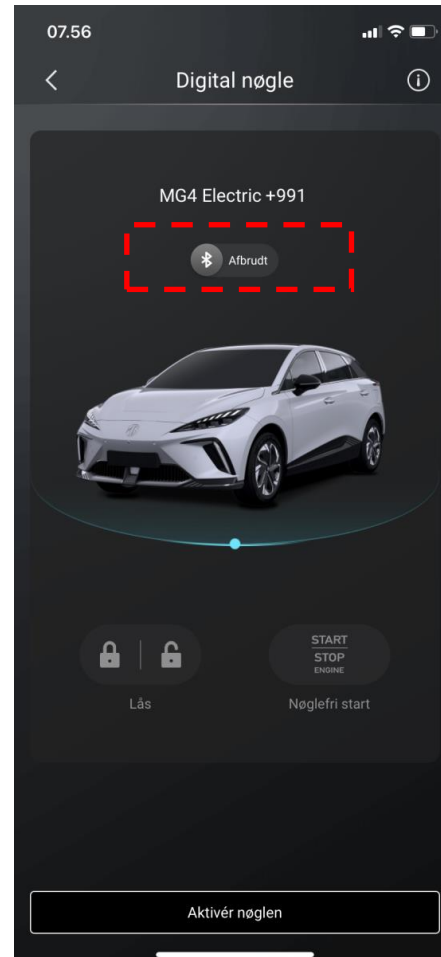 07.56
Digital nøgle
MG4 Electric +991
Afbrudt
START
STOP
ENGINE
Lås
Nøglefri start
Aktivér nøglen